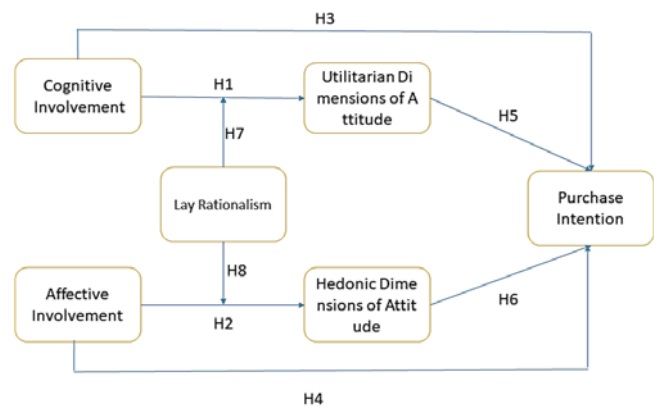 H3
Cognitive
Involvement
H1
Utilitarian Di
mensions of A
ttitude
H5
H7
Lay Rationalism
Purchase
Intention
H8
Affective
Involvement
H2
Hedonic Dime
nsions of Attit
ude
H6
H4